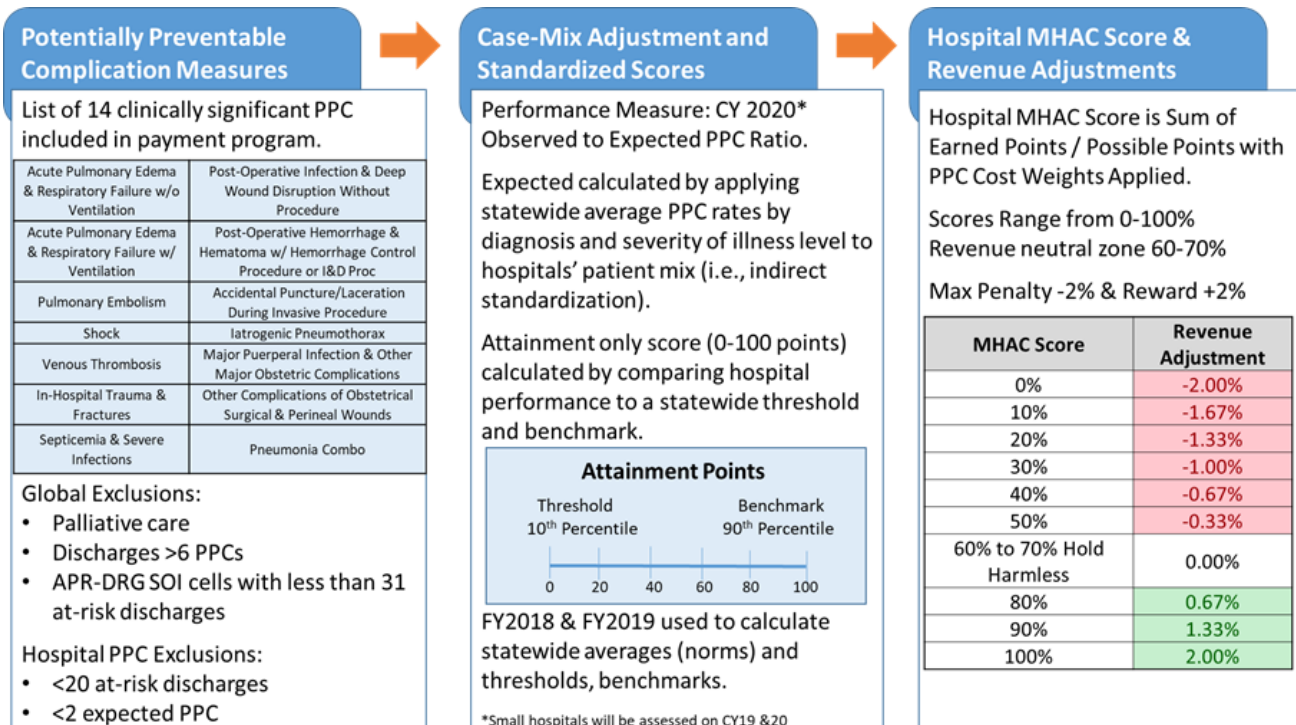 Potentially Preventable
Complication Measures
List of 14 clinically significant PPC
included in payment program.
Acute Pulmonary Edema
& Respiratory Failure w/o
Ventilation
Post-Operative Infection & Deep
Wound Disruption Without
Procedure
Acute Pulmonary Edema
& Respiratory Failure w/
Ventilation
Post-Operative Hemorrhage &
Hematoma w/ Hemorrhage Control
Procedure or I&D Proc
Pulmonary Embolism
Accidental Puncture/Laceration
During Invasive Procedure
Shock
Iatrogenic Pneumothorax
Venous Thrombosis
Major Puerperal Infection & Other
Major Obstetric Complications
In-Hospital Trauma &
Fractures
Other Complications of Obstetrical
Surgical & Perineal Wounds
Septicemia & Severe
Infections
Pneumonia Combo
Global Exclusions:
• Palliative care
• Discharges >6 PPCs
• APR-DRG SOI cells with less than 31
at-risk discharges
Hospital PPC Exclusions:
• <20 at-risk discharges
• <2 expected PPC
Case-Mix Adjustment and
Standardized Scores
Performance Measure: CY 2020*
Observed to Expected PPC Ratio.
Expected calculated by applying
statewide average PPC rates by
diagnosis and severity of illness level to
hospitals' patient mix (i.e., indirect
standardization).
Attainment only score (0-100 points)
calculated by comparing hospital
performance to a statewide threshold
and benchmark.
Attainment Points
Threshold
10th Percentile
Benchmark
90th Percentile
0 20 40 60 80 100
FY2018 & FY2019 used to calculate
statewide averages (norms) and
thresholds, benchmarks.
*Small hospitals will be assessed on CY19 &20
Hospital MHAC Score &
Revenue Adjustments
Hospital MHAC Score is Sum of
Earned Points / Possible Points with
PPC Cost Weights Applied.
Scores Range from 0-100%
Revenue neutral zone 60-70%
Max Penalty -2% & Reward +2%
MHAC Score
Revenue
Adjustment
0% -2.00%
10% -1.67%
20% -1.33%
30% -1.00%
40% -0.67%
50% -0.33%
60% to 70% Hold
Harmless
0.00%
80% 0.67%
90% 1.33%
100% 2.00%